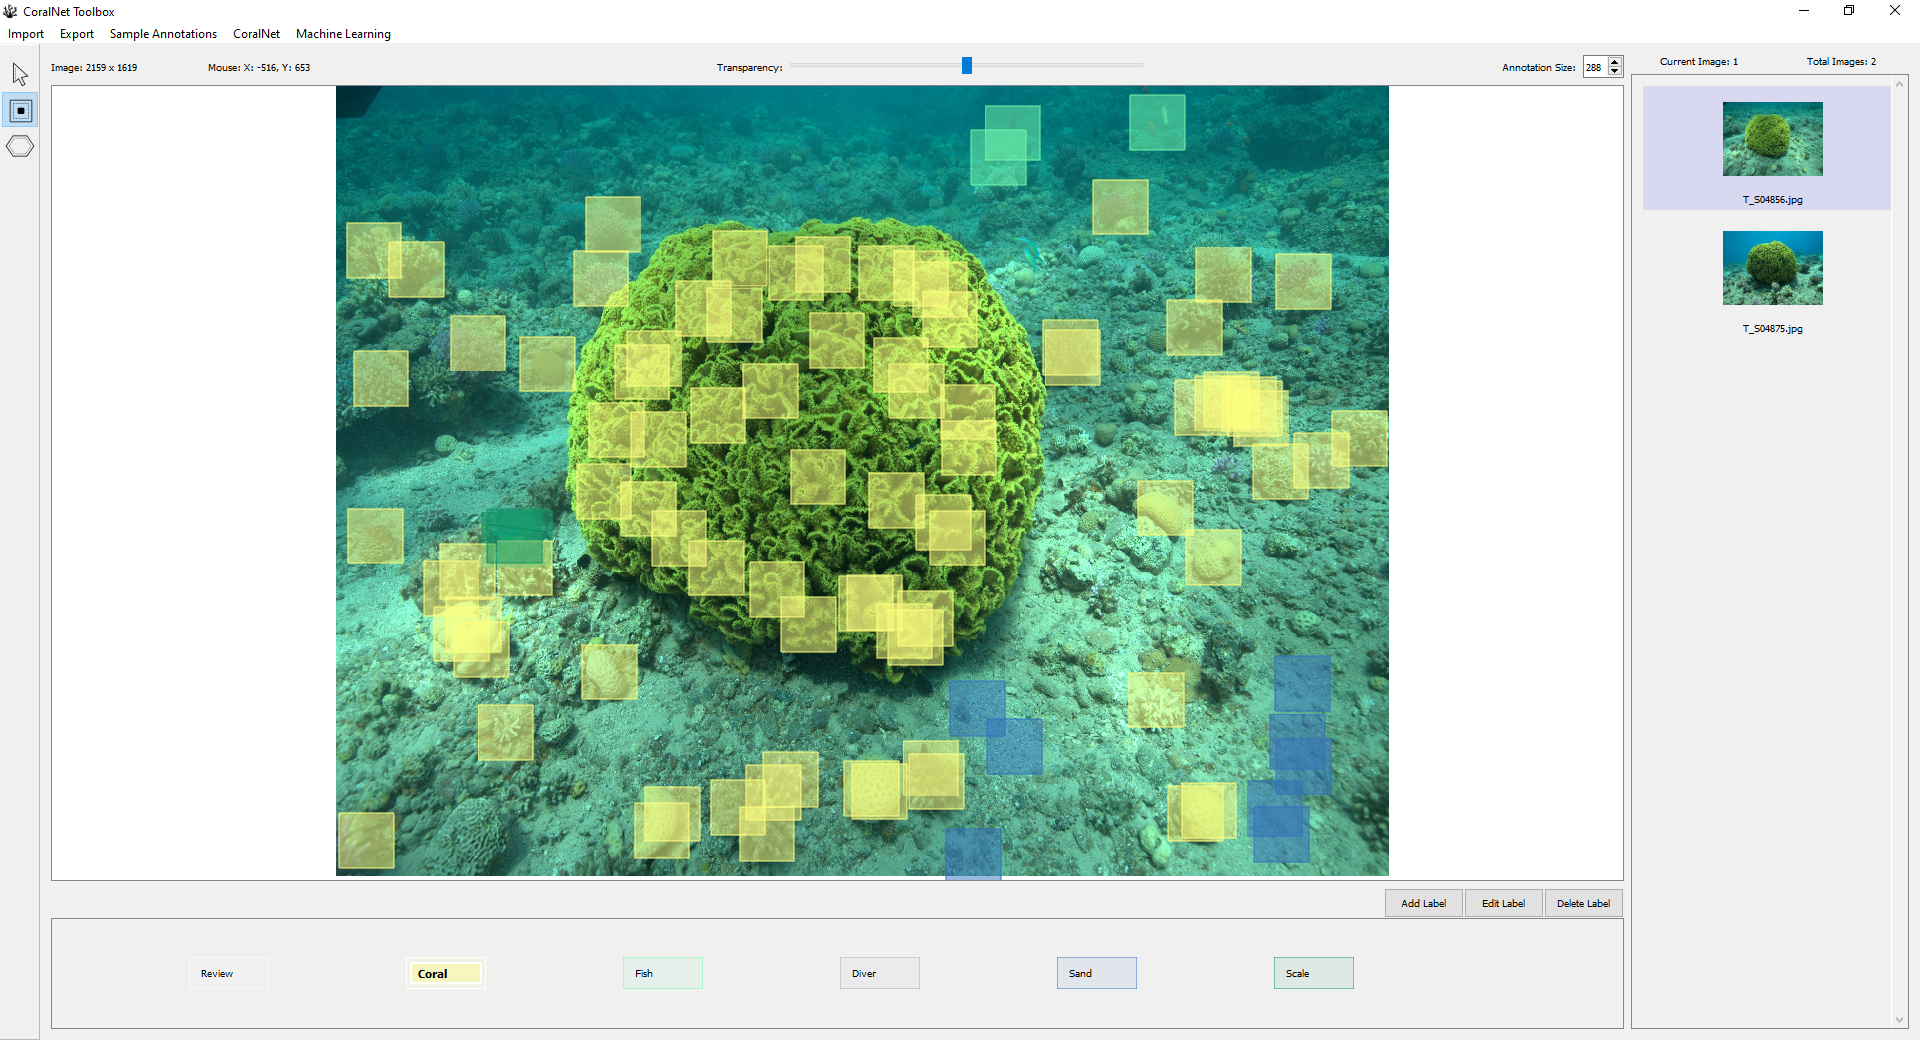 CoralNet Toolbox
Import Export Sample Annotations CoralNet Machine Learning
Image: 2159 x 1619 Mouse: X: -516, Y: 653 Transparency: Annotation Size: 288
Current Image: 1 Total Images: 2
T_S04856.jpg
T_S04875.jpg
Add Label Edit Label Delete Label
Review Coral Fish Diver Sand Scale